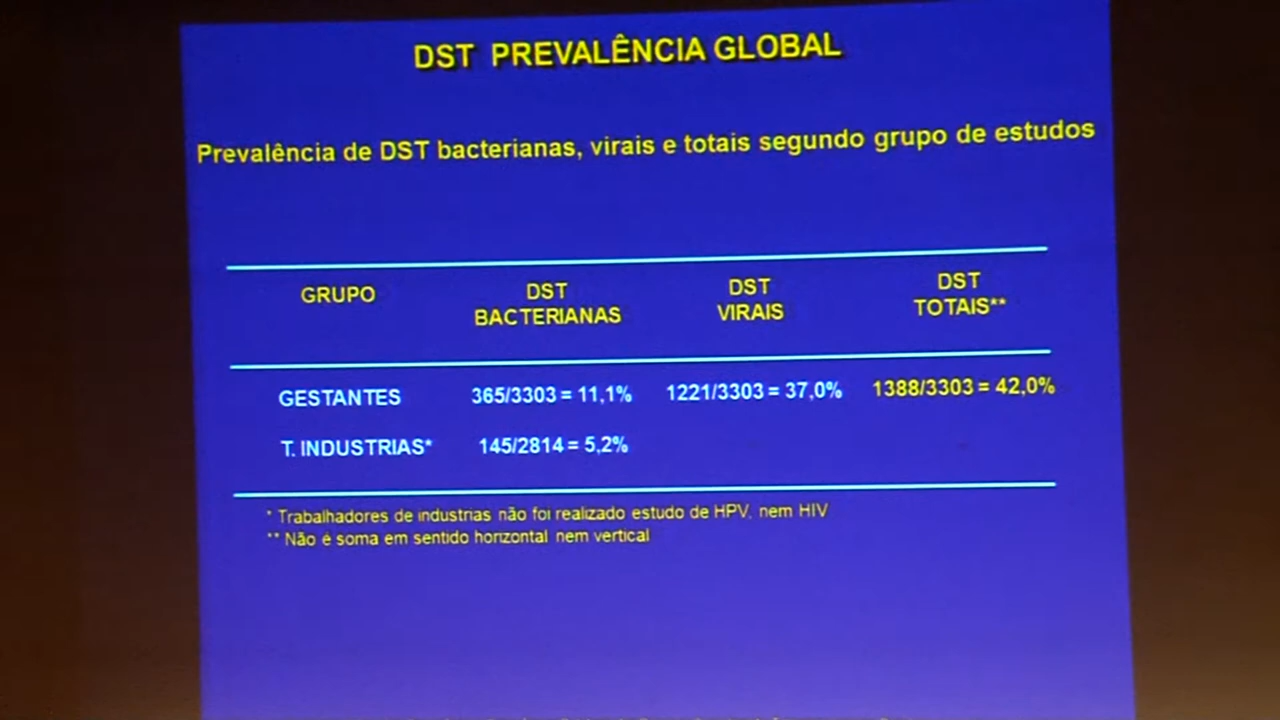 DST PREVALÊNCIA GLOBAL
Prevalência de DST bacterianas, virais e totais segundo grupo de estudos
GRUPO DST BACTERIANAS DST VIRAIS DST TOTAIS**
GESTANTES 365/3303 = 11,1% 1221/3303 = 37,0% 1388/3303 = 42,0%
T. INDUSTRIAS* 145/2814 = 5,2%
* Trabalhadores de industrias não foi realizado estudo de HPV, nem HIV
** Não é soma em sentido horizontal nem vertical